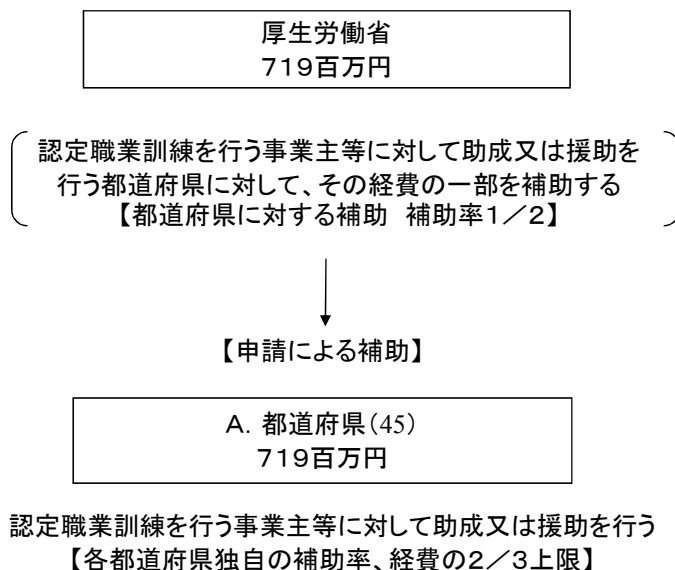 厚生労働省
719百万円
認定職業訓練を行う事業主等に対して助成又は援助を
行う都道府県に対して、その経費の一部を補助する
【都道府県に対する補助 補助率1／2】
【申請による補助】
A. 都道府県(45)
719百万円
認定職業訓練を行う事業主等に対して助成又は援助を行う
【各都道府県独自の補助率、経費の2／3上限】